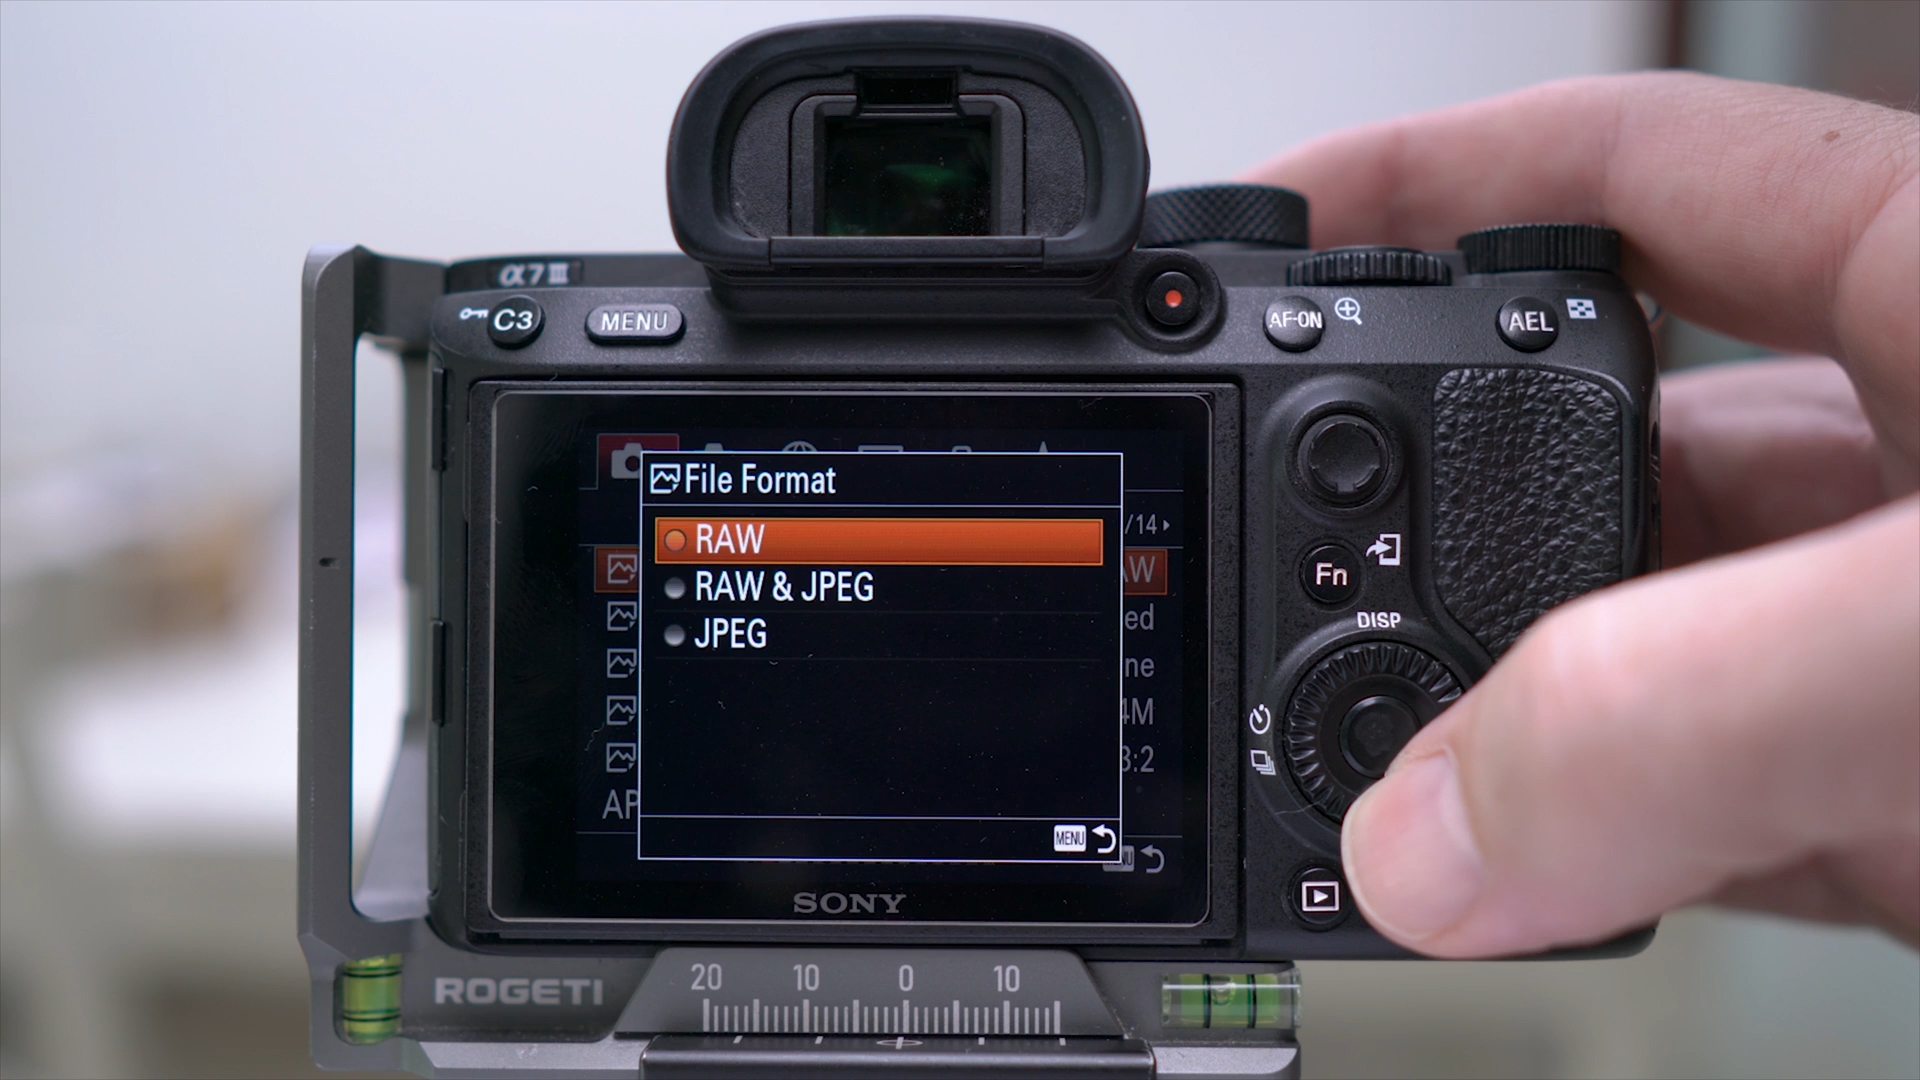 α7III
C3
MENU
AF-ON
AEL
File Format
/14
RAW
RAW & JPEG
JPEG
ed
ne
4M
3:2
AP
MENU
Fn
DISP
SONY
ROGETI
20 10 0 10